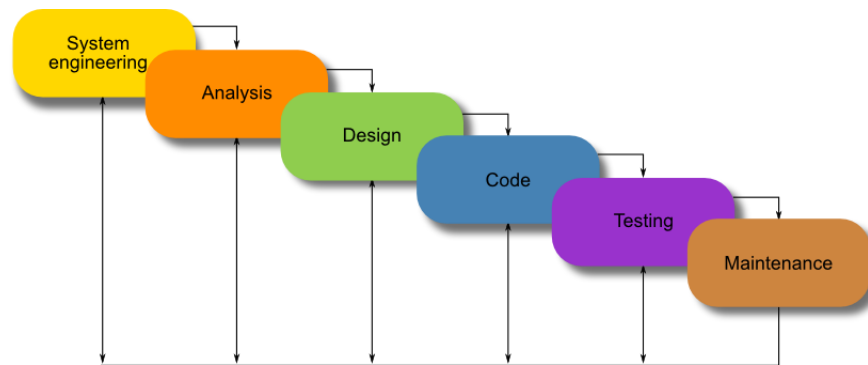 System
engineering
Analysis
Design
Code
Testing
Maintenance